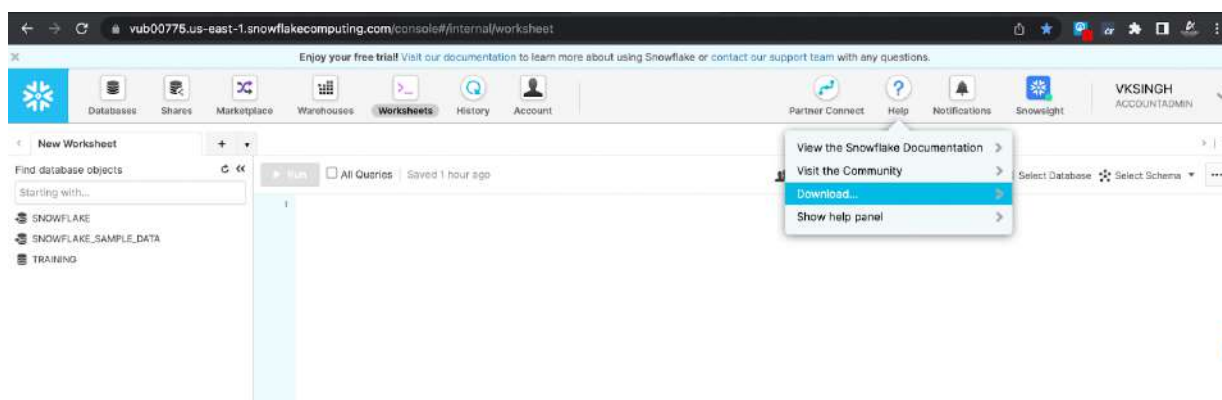 vub00775.us-east-1.snowflakecomputing.com/console#/internal/worksheet
Enjoy your free trial! Visit our documentation to learn more about using Snowflake or contact our support team with any questions.
Databases Shares Marketplace Warehouses Worksheets History Account Partner Connect Help Notifications Snowsight
VKSINGH
ACCOUNTADMIN
New Worksheet
Find database objects
Starting with...
SNOWFLAKE
SNOWFLAKE_SAMPLE_DATA
TRAINING
Run All Queries Saved 1 hour ago
Select Database Select Schema
1
View the Snowflake Documentation
Visit the Community
Download...
Show help panel